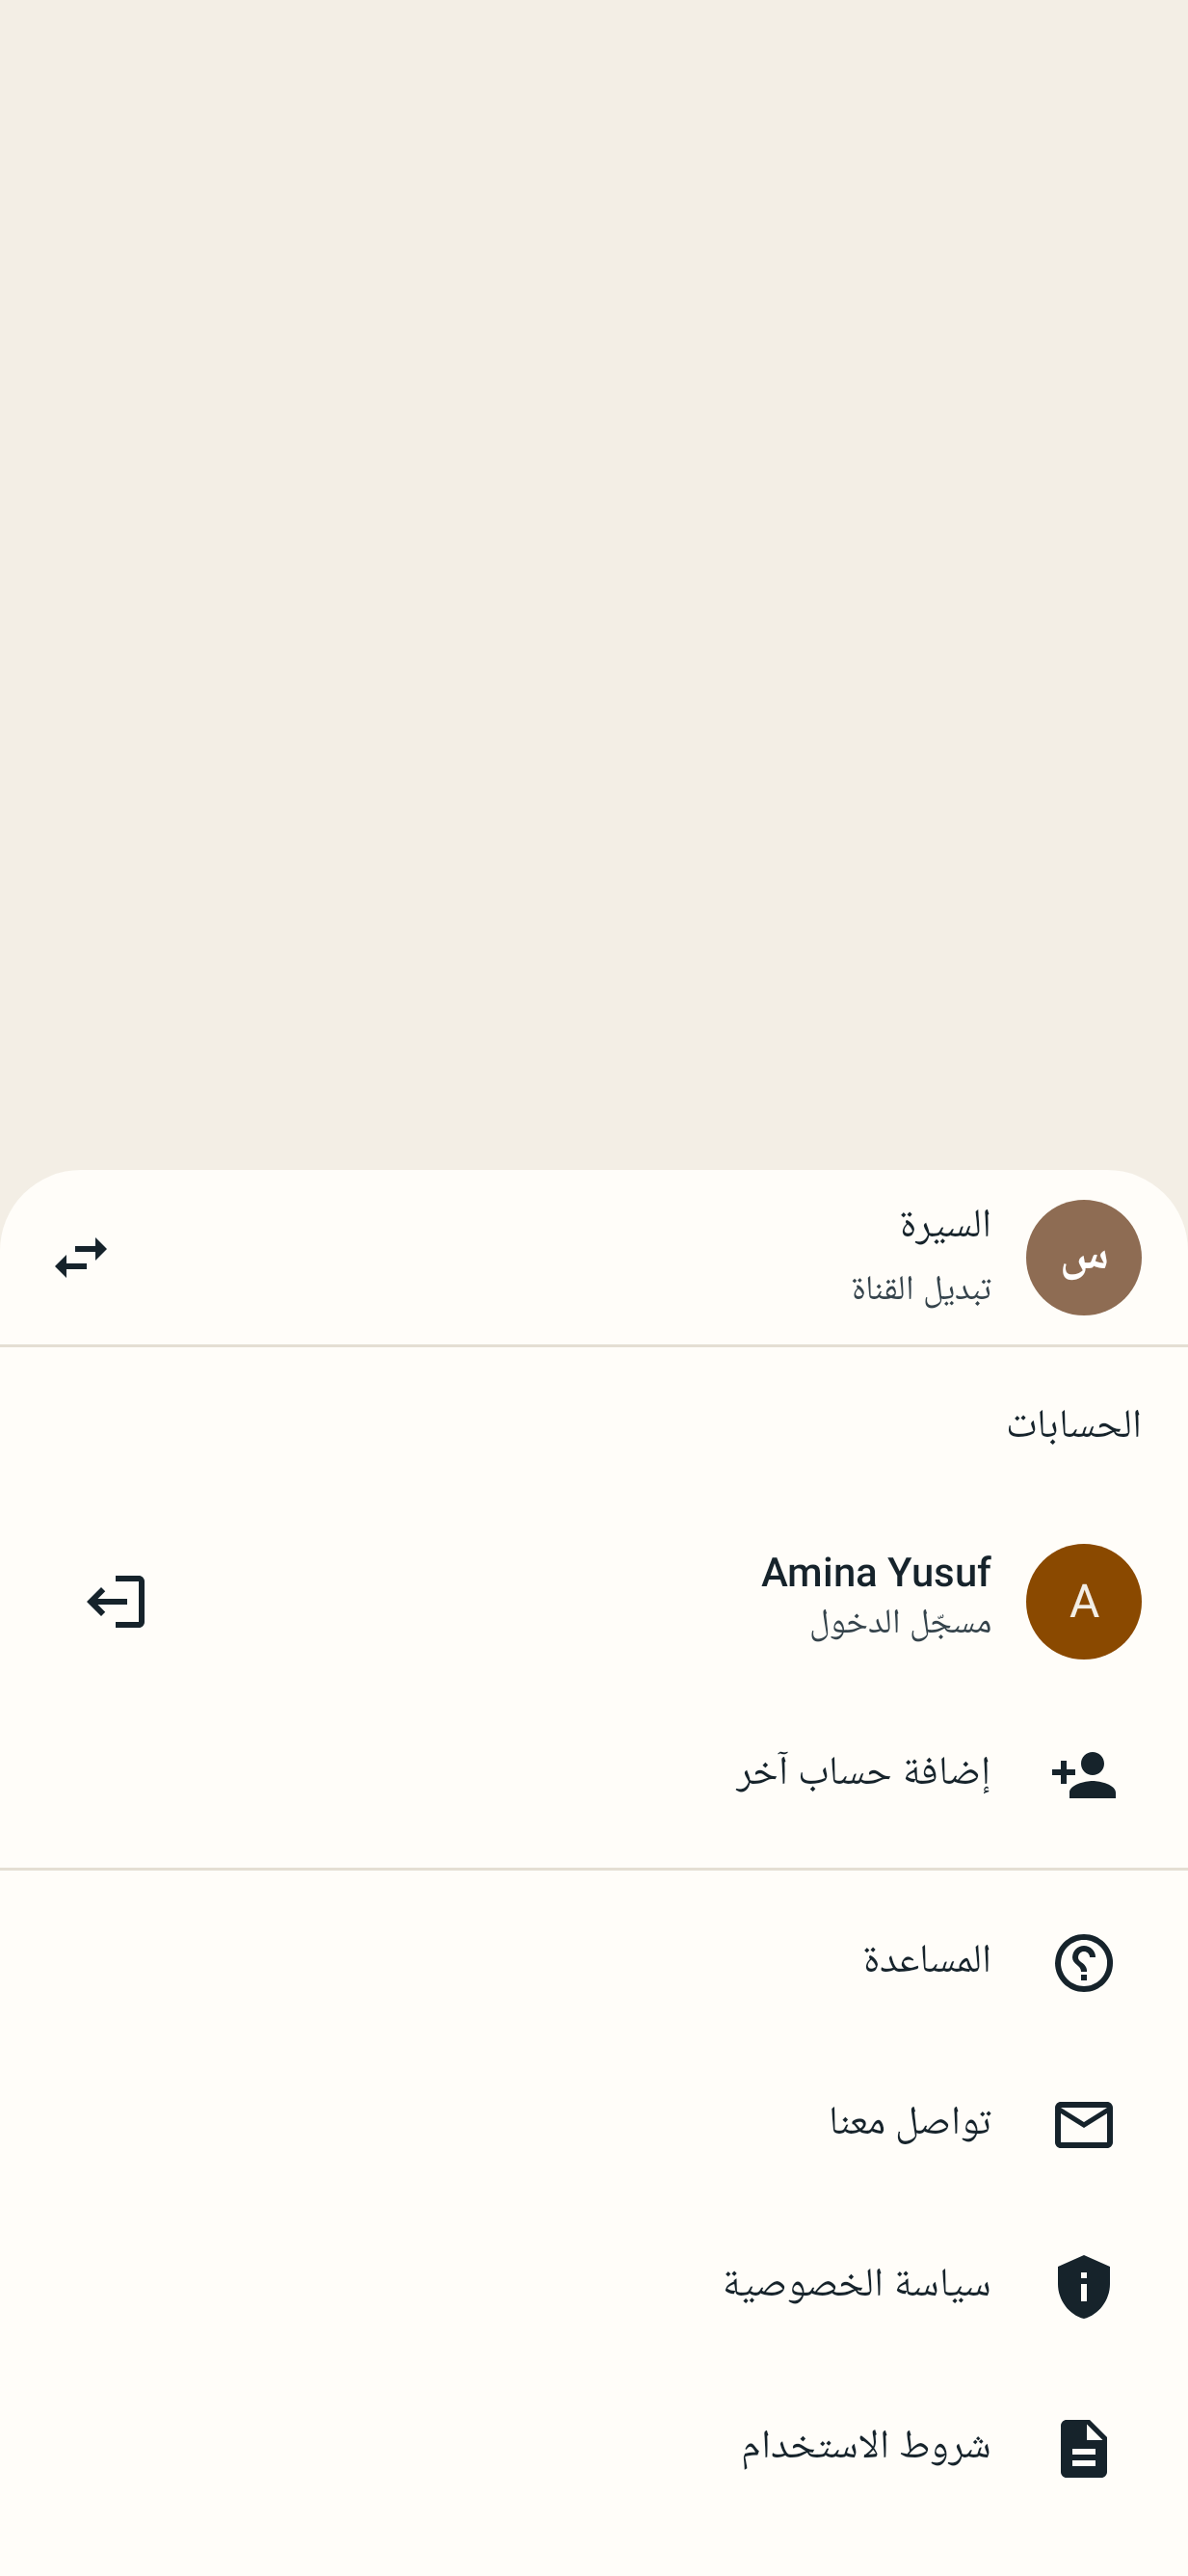 س
السيرة
تبديل القناة
الحسابات
A
Amina Yusuf
مسجّل الدخول
إضافة حساب آخر
المساعدة
تواصل معنا
سياسة الخصوصية
شروط الاستخدام